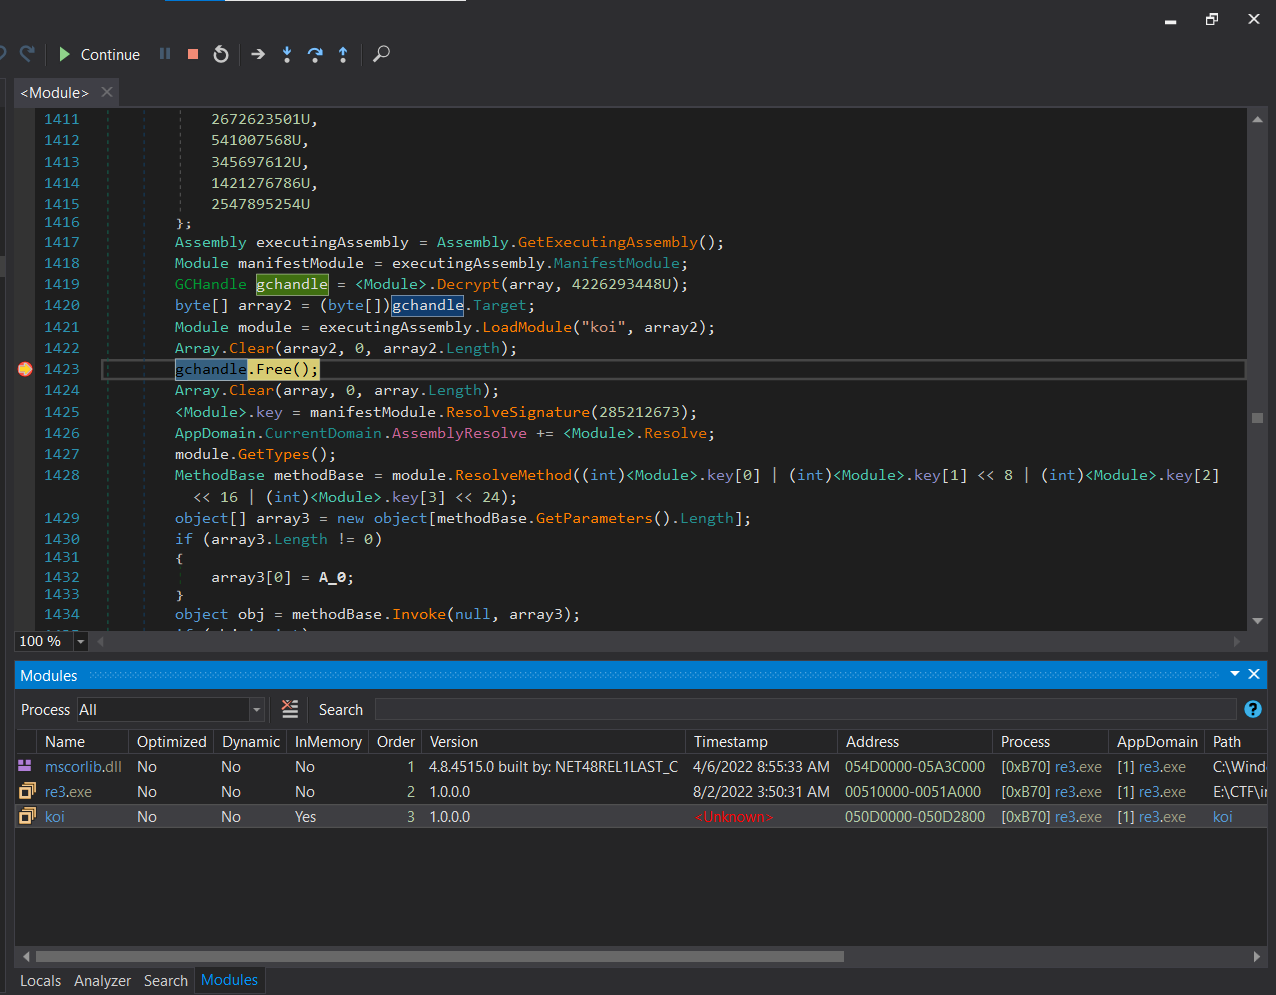 Continue
<Module>
1411 2672623501U,
1412 541007568U,
1413 345697612U,
1414 1421276786U,
1415 2547895254U
1416 };
1417 Assembly executingAssembly = Assembly.GetExecutingAssembly();
1418 Module manifestModule = executingAssembly.ManifestModule;
1419 GCHandle gchandle = <Module>.Decrypt(array, 4226293448U);
1420 byte[] array2 = (byte[])gchandle.Target;
1421 Module module = executingAssembly.LoadModule("koi", array2);
1422 Array.Clear(array2, 0, array2.Length);
1423 gchandle.Free();
1424 Array.Clear(array, 0, array.Length);
1425 <Module>.key = manifestModule.ResolveSignature(285212673);
1426 AppDomain.CurrentDomain.AssemblyResolve += <Module>.Resolve;
1427 module.GetTypes();
1428 MethodBase methodBase = module.ResolveMethod((int)<Module>.key[0] | (int)<Module>.key[1] << 8 | (int)<Module>.key[2]
<< 16 | (int)<Module>.key[3] << 24);
1429 object[] array3 = new object[methodBase.GetParameters().Length];
1430 if (array3.Length != 0)
1431 {
1432 array3[0] = A_0;
1433 }
1434 object obj = methodBase.Invoke(null, array3);
100 %
Modules
Process All Search
Name Optimized Dynamic InMemory Order Version Timestamp Address Process AppDomain Path
mscorlib.dll No No No 1 4.8.4515.0 built by: NET48REL1LAST_C 4/6/2022 8:55:33 AM 054D0000-05A3C000 [0xB70] re3.exe [1] re3.exe C:\Wind
re3.exe No No No 2 1.0.0.0 8/2/2022 3:50:31 AM 00510000-0051A000 [0xB70] re3.exe [1] re3.exe E:\CTF\i
koi No No Yes 3 1.0.0.0 <Unknown> 050D0000-050D2800 [0xB70] re3.exe [1] re3.exe koi
Locals Analyzer Search Modules